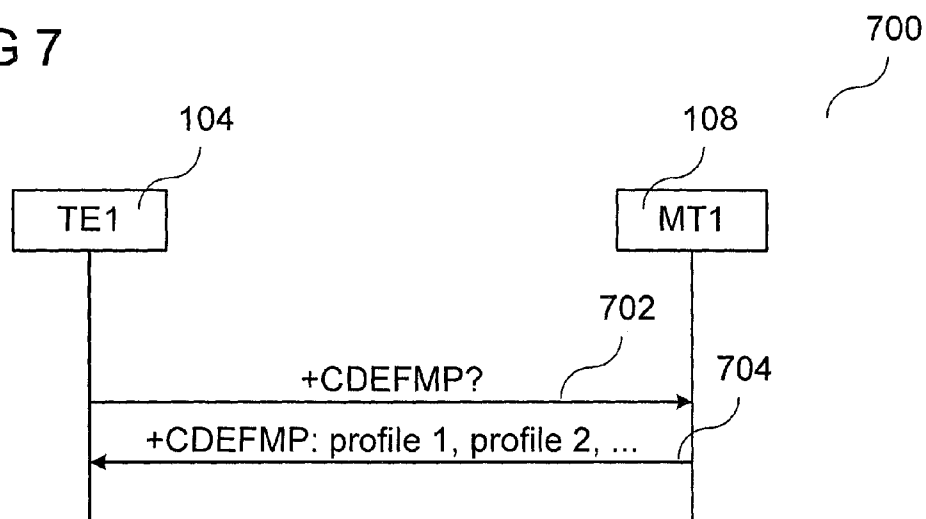 G 7
700
104
108
TE1
MT1
702
+CDEFMP?
704
+CDEFMP: profile 1, profile 2, ...